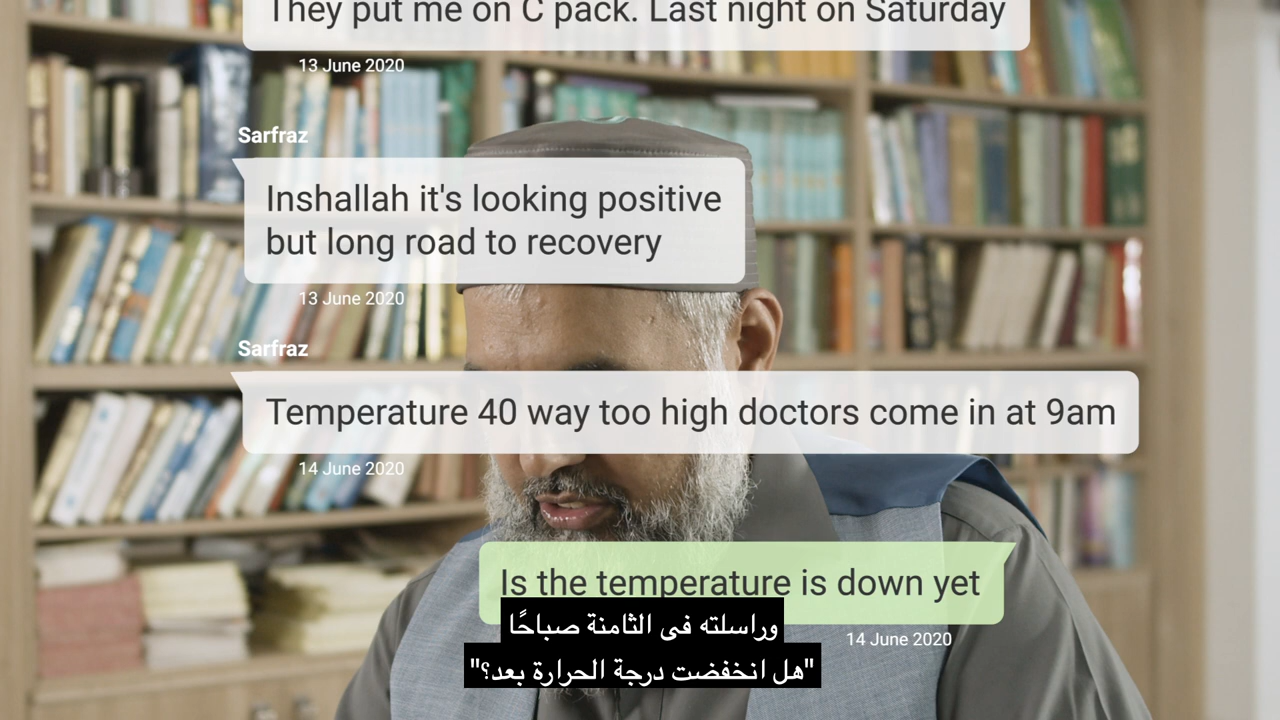 They put me on C pack. Last night on Saturday
13 June 2020
Sarfraz
Inshallah it's looking positive
but long road to recovery
13 June 2020
Sarfraz
Temperature 40 way too high doctors come in at 9am
14 June 2020
Is the temperature is down yet
14 June 2020
وراسلته في الثامنة صباحًا
"هل انخفضت درجة الحرارة بعد؟"